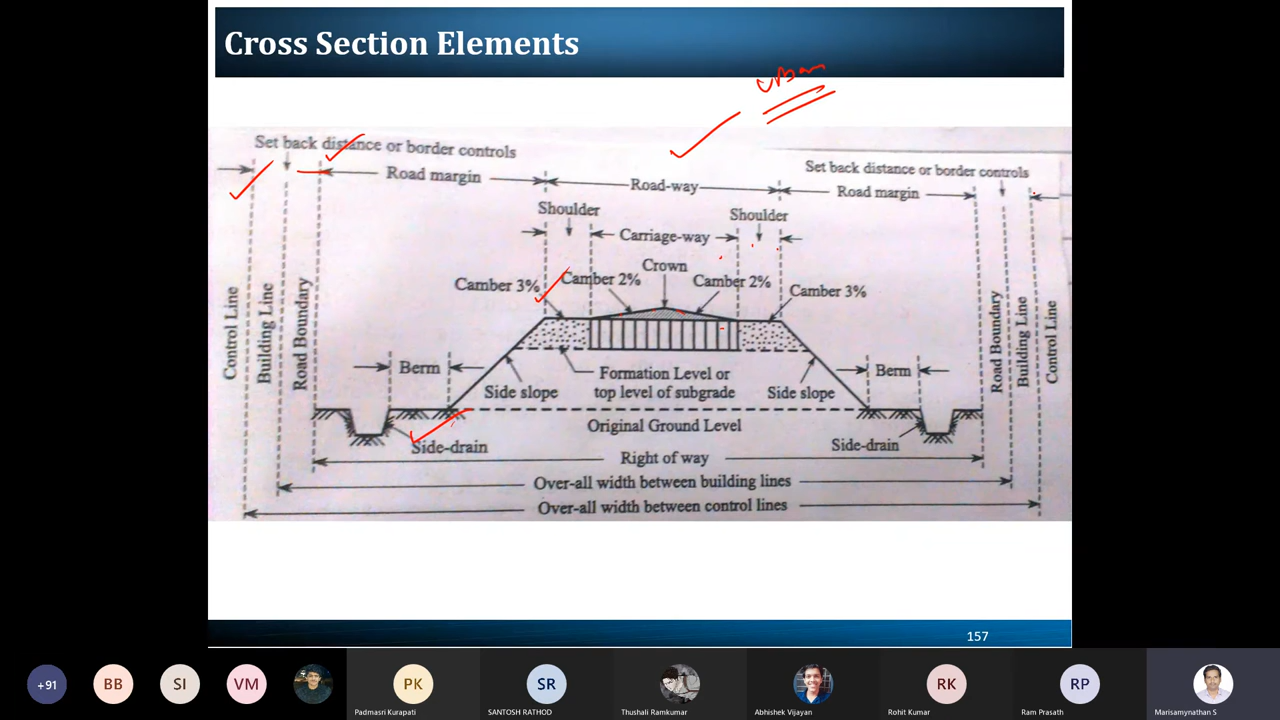 Cross Section Elements
Urban
Set back distance or border controls
Set back distance or border controls
Road margin
Road-way
Road margin
Shoulder
Shoulder
Carriage-way
Crown
Camber 3%
Camber 2%
Camber 2%
Camber 3%
Control Line
Building Line
Road Boundary
Road Boundary
Building Line
Control Line
Berm
Formation Level or
top level of subgrade
Berm
Side slope
Side slope
Original Ground Level
Side-drain
Side-drain
Right of way
Over-all width between building lines
Over-all width between control lines
157
+91
BB
SI
VM
PK
SR
RK
RP
Padmasri Kurapati
SANTOSH RATHOD
Thushali Ramkumar
Abhishek Vijayan
Rohit Kumar
Ram Prasath
Marisamynathan S